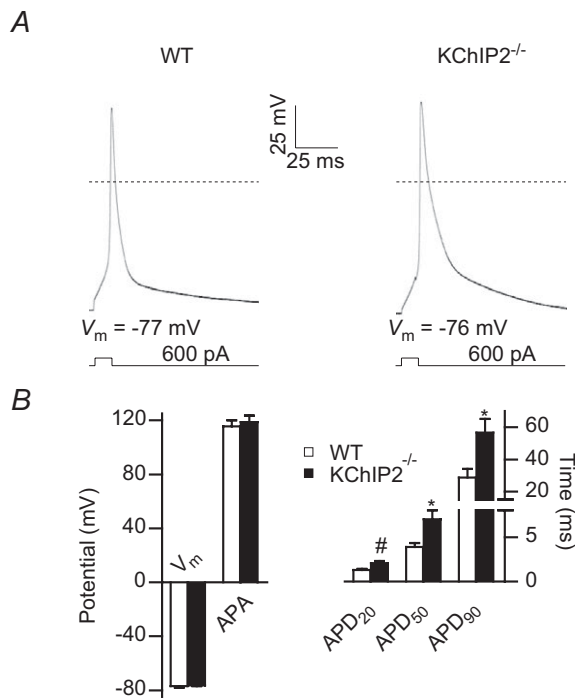 A
WT
KChIP2-/-
25 mV
25 ms
Vm = -77 mV
Vm = -76 mV
600 pA
600 pA
B
120
80
40
0
-40
-80
Potential (mV)
Vm
APA
WT
KChIP2-/-
#
*
*
60
40
20
5
0
Time (ms)
APD20
APD50
APD90